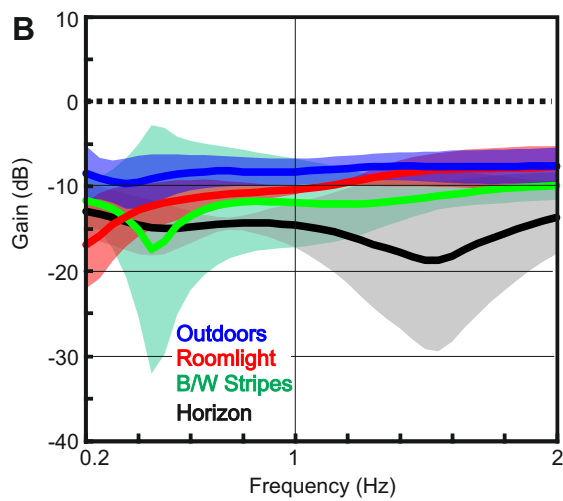 B
10
0
-10
-20
-30
-40
Gain (dB)
Outdoors
Roomlight
B/W Stripes
Horizon
0.2
1
2
Frequency (Hz)